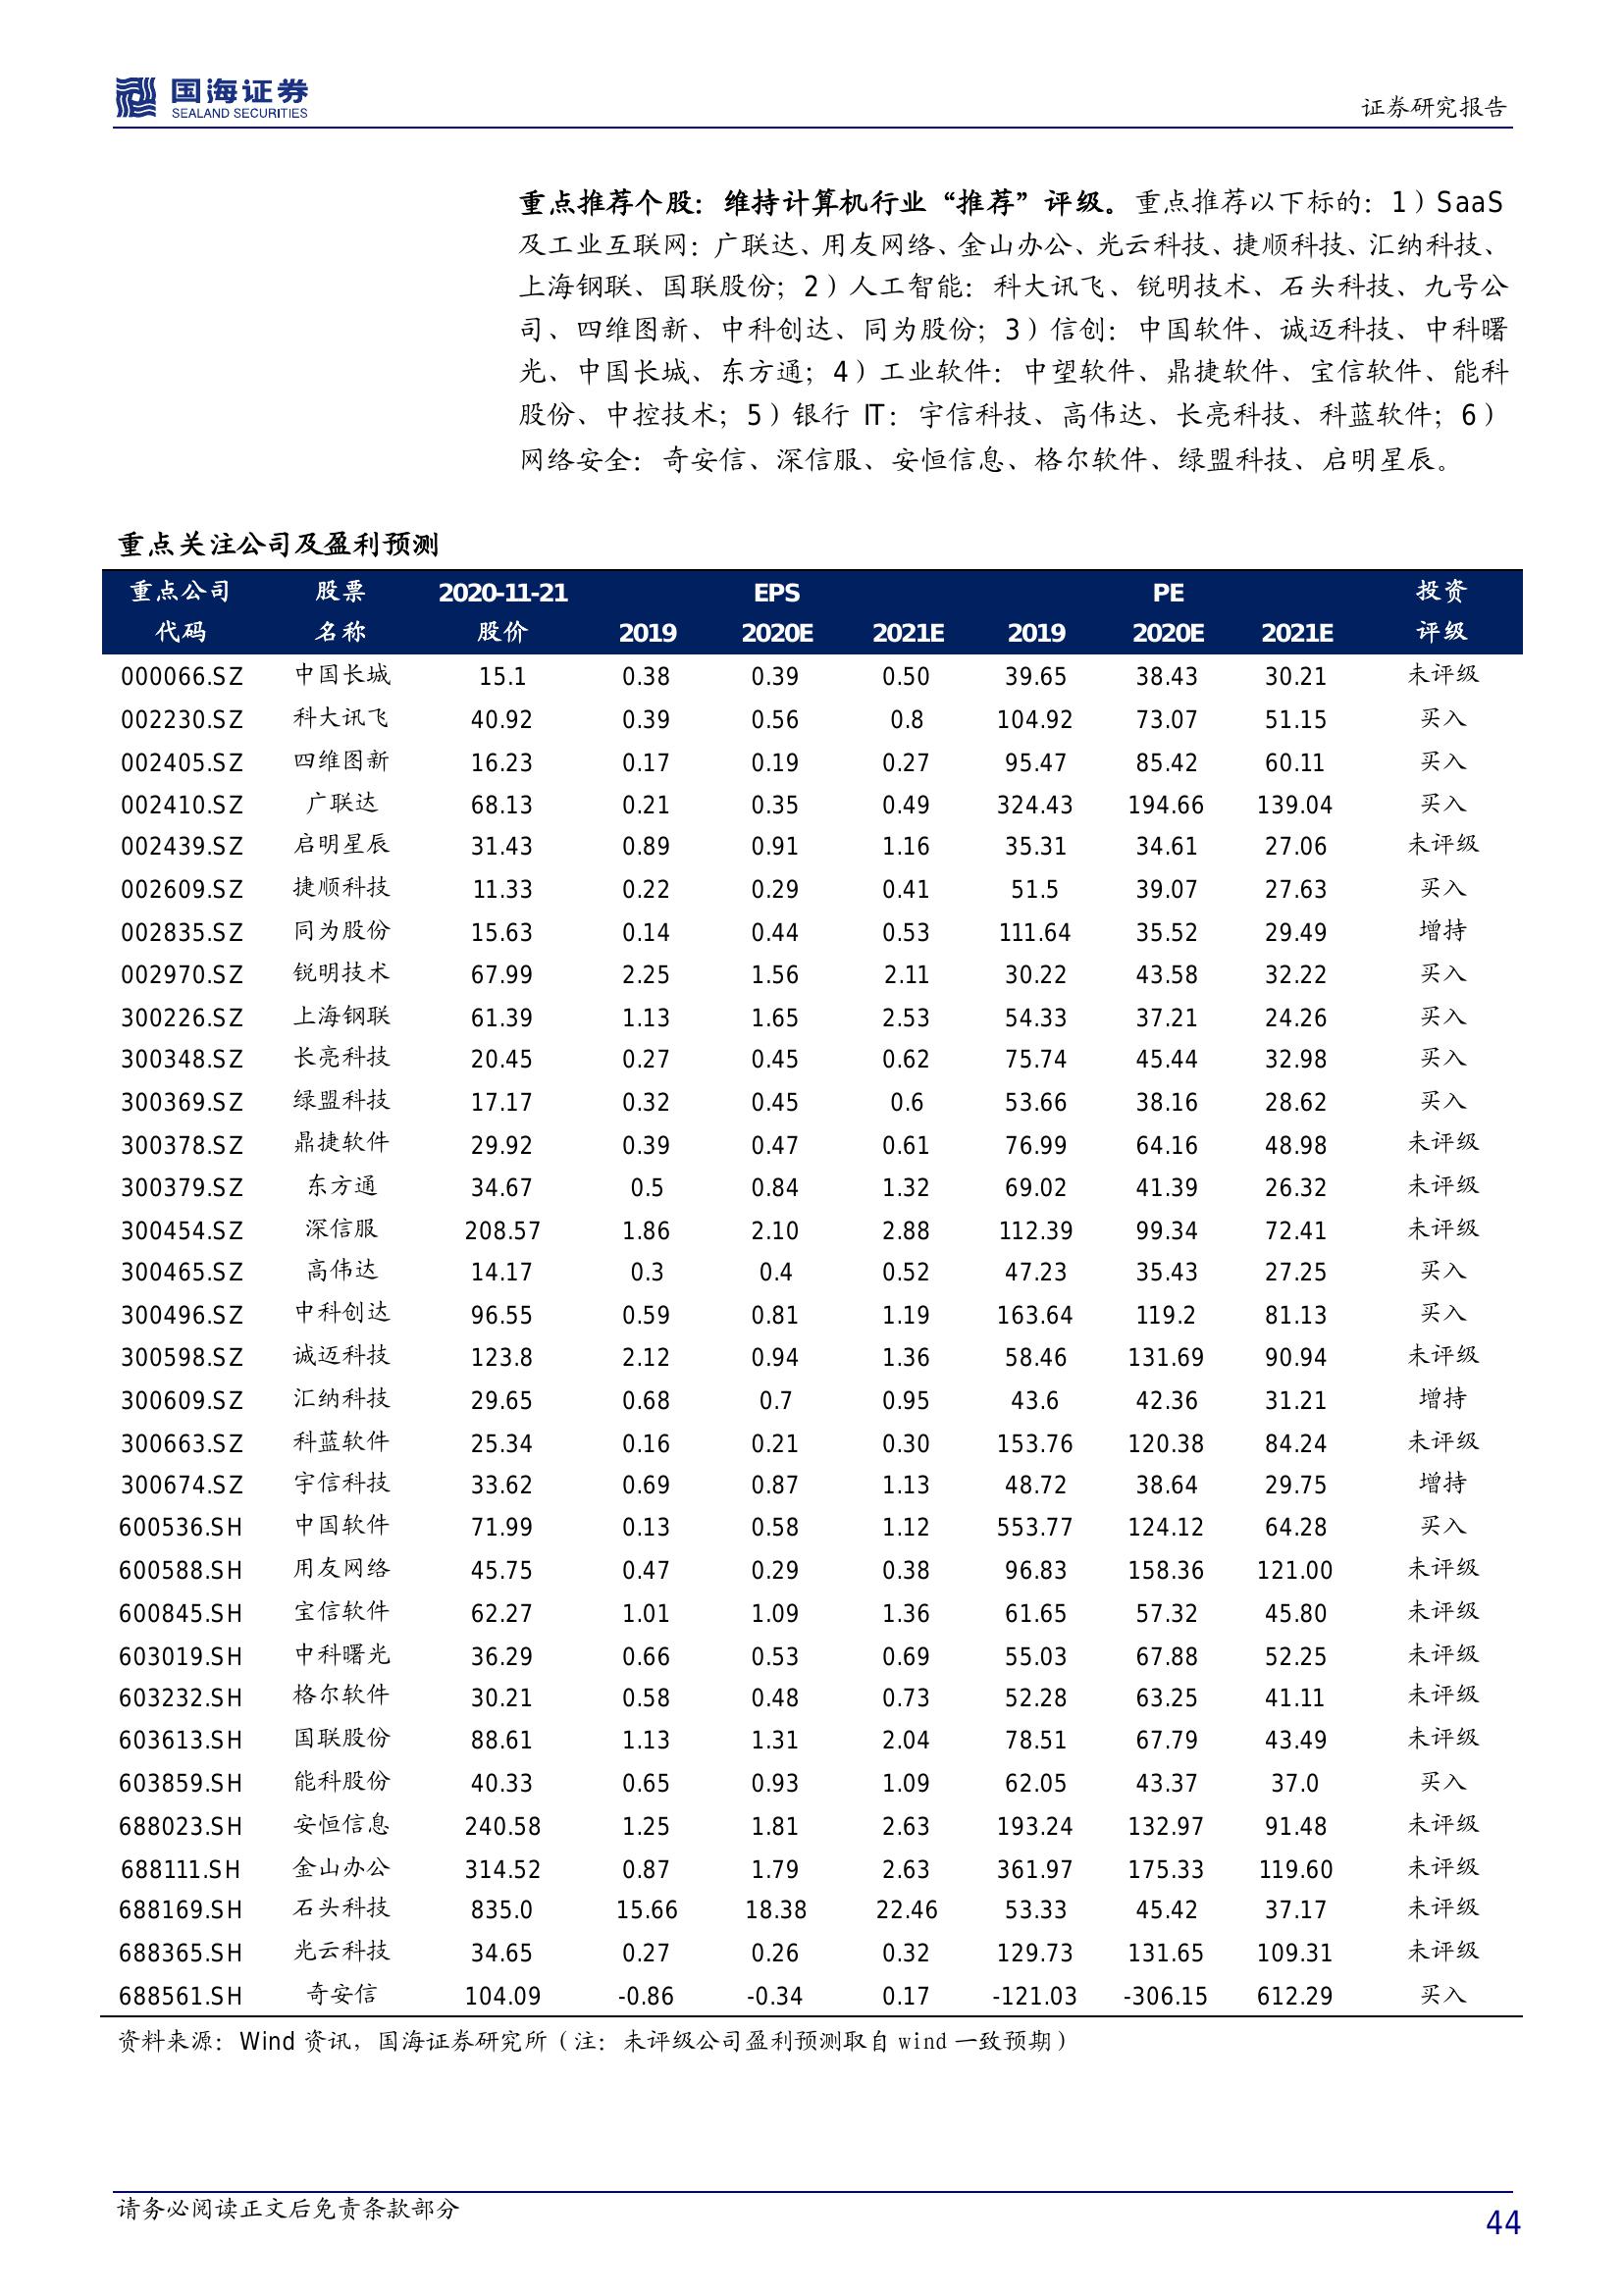 国海证券
SEALAND SECURITIES
证券研究报告
重点推荐个股：维持计算机行业“推荐”评级。重点推荐以下标的：1）SaaS
及工业互联网：广联达、用友网络、金山办公、光云科技、捷顺科技、汇纳科技、
上海钢联、国联股份；2）人工智能：科大讯飞、锐明技术、石头科技、九号公
司、四维图新、中科创达、同为股份；3）信创：中国软件、诚迈科技、中科曙
光、中国长城、东方通；4）工业软件：中望软件、鼎捷软件、宝信软件、能科
股份、中控技术；5）银行 IT：宇信科技、高伟达、长亮科技、科蓝软件；6）
网络安全：奇安信、深信服、安恒信息、格尔软件、绿盟科技、启明星辰。
重点关注公司及盈利预测
重点公司 股票 2020-11-21 EPS PE 投资
代码 名称 股价 2019 2020E 2021E 2019 2020E 2021E 评级
000066.SZ 中国长城 15.1 0.38 0.39 0.50 39.65 38.43 30.21 未评级
002230.SZ 科大讯飞 40.92 0.39 0.56 0.8 104.92 73.07 51.15 买入
002405.SZ 四维图新 16.23 0.17 0.19 0.27 95.47 85.42 60.11 买入
002410.SZ 广联达 68.13 0.21 0.35 0.49 324.43 194.66 139.04 买入
002439.SZ 启明星辰 31.43 0.89 0.91 1.16 35.31 34.61 27.06 未评级
002609.SZ 捷顺科技 11.33 0.22 0.29 0.41 51.5 39.07 27.63 买入
002835.SZ 同为股份 15.63 0.14 0.44 0.53 111.64 35.52 29.49 增持
002970.SZ 锐明技术 67.99 2.25 1.56 2.11 30.22 43.58 32.22 买入
300226.SZ 上海钢联 61.39 1.13 1.65 2.53 54.33 37.21 24.26 买入
300348.SZ 长亮科技 20.45 0.27 0.45 0.62 75.74 45.44 32.98 买入
300369.SZ 绿盟科技 17.17 0.32 0.45 0.6 53.66 38.16 28.62 买入
300378.SZ 鼎捷软件 29.92 0.39 0.47 0.61 76.99 64.16 48.98 未评级
300379.SZ 东方通 34.67 0.5 0.84 1.32 69.02 41.39 26.32 未评级
300454.SZ 深信服 208.57 1.86 2.10 2.88 112.39 99.34 72.41 未评级
300465.SZ 高伟达 14.17 0.3 0.4 0.52 47.23 35.43 27.25 买入
300496.SZ 中科创达 96.55 0.59 0.81 1.19 163.64 119.2 81.13 买入
300598.SZ 诚迈科技 123.8 2.12 0.94 1.36 58.46 131.69 90.94 未评级
300609.SZ 汇纳科技 29.65 0.68 0.7 0.95 43.6 42.36 31.21 增持
300663.SZ 科蓝软件 25.34 0.16 0.21 0.30 153.76 120.38 84.24 未评级
300674.SZ 宇信科技 33.62 0.69 0.87 1.13 48.72 38.64 29.75 增持
600536.SH 中国软件 71.99 0.13 0.58 1.12 553.77 124.12 64.28 买入
600588.SH 用友网络 45.75 0.47 0.29 0.38 96.83 158.36 121.00 未评级
600845.SH 宝信软件 62.27 1.01 1.09 1.36 61.65 57.32 45.80 未评级
603019.SH 中科曙光 36.29 0.66 0.53 0.69 55.03 67.88 52.25 未评级
603232.SH 格尔软件 30.21 0.58 0.48 0.73 52.28 63.25 41.11 未评级
603613.SH 国联股份 88.61 1.13 1.31 2.04 78.51 67.79 43.49 未评级
603859.SH 能科股份 40.33 0.65 0.93 1.09 62.05 43.37 37.0 买入
688023.SH 安恒信息 240.58 1.25 1.81 2.63 193.24 132.97 91.48 未评级
688111.SH 金山办公 314.52 0.87 1.79 2.63 361.97 175.33 119.60 未评级
688169.SH 石头科技 835.0 15.66 18.38 22.46 53.33 45.42 37.17 未评级
688365.SH 光云科技 34.65 0.27 0.26 0.32 129.73 131.65 109.31 未评级
688561.SH 奇安信 104.09 -0.86 -0.34 0.17 -121.03 -306.15 612.29 买入
资料来源：Wind 资讯，国海证券研究所（注：未评级公司盈利预测取自 wind 一致预期）
请务必阅读正文后免责条款部分
44